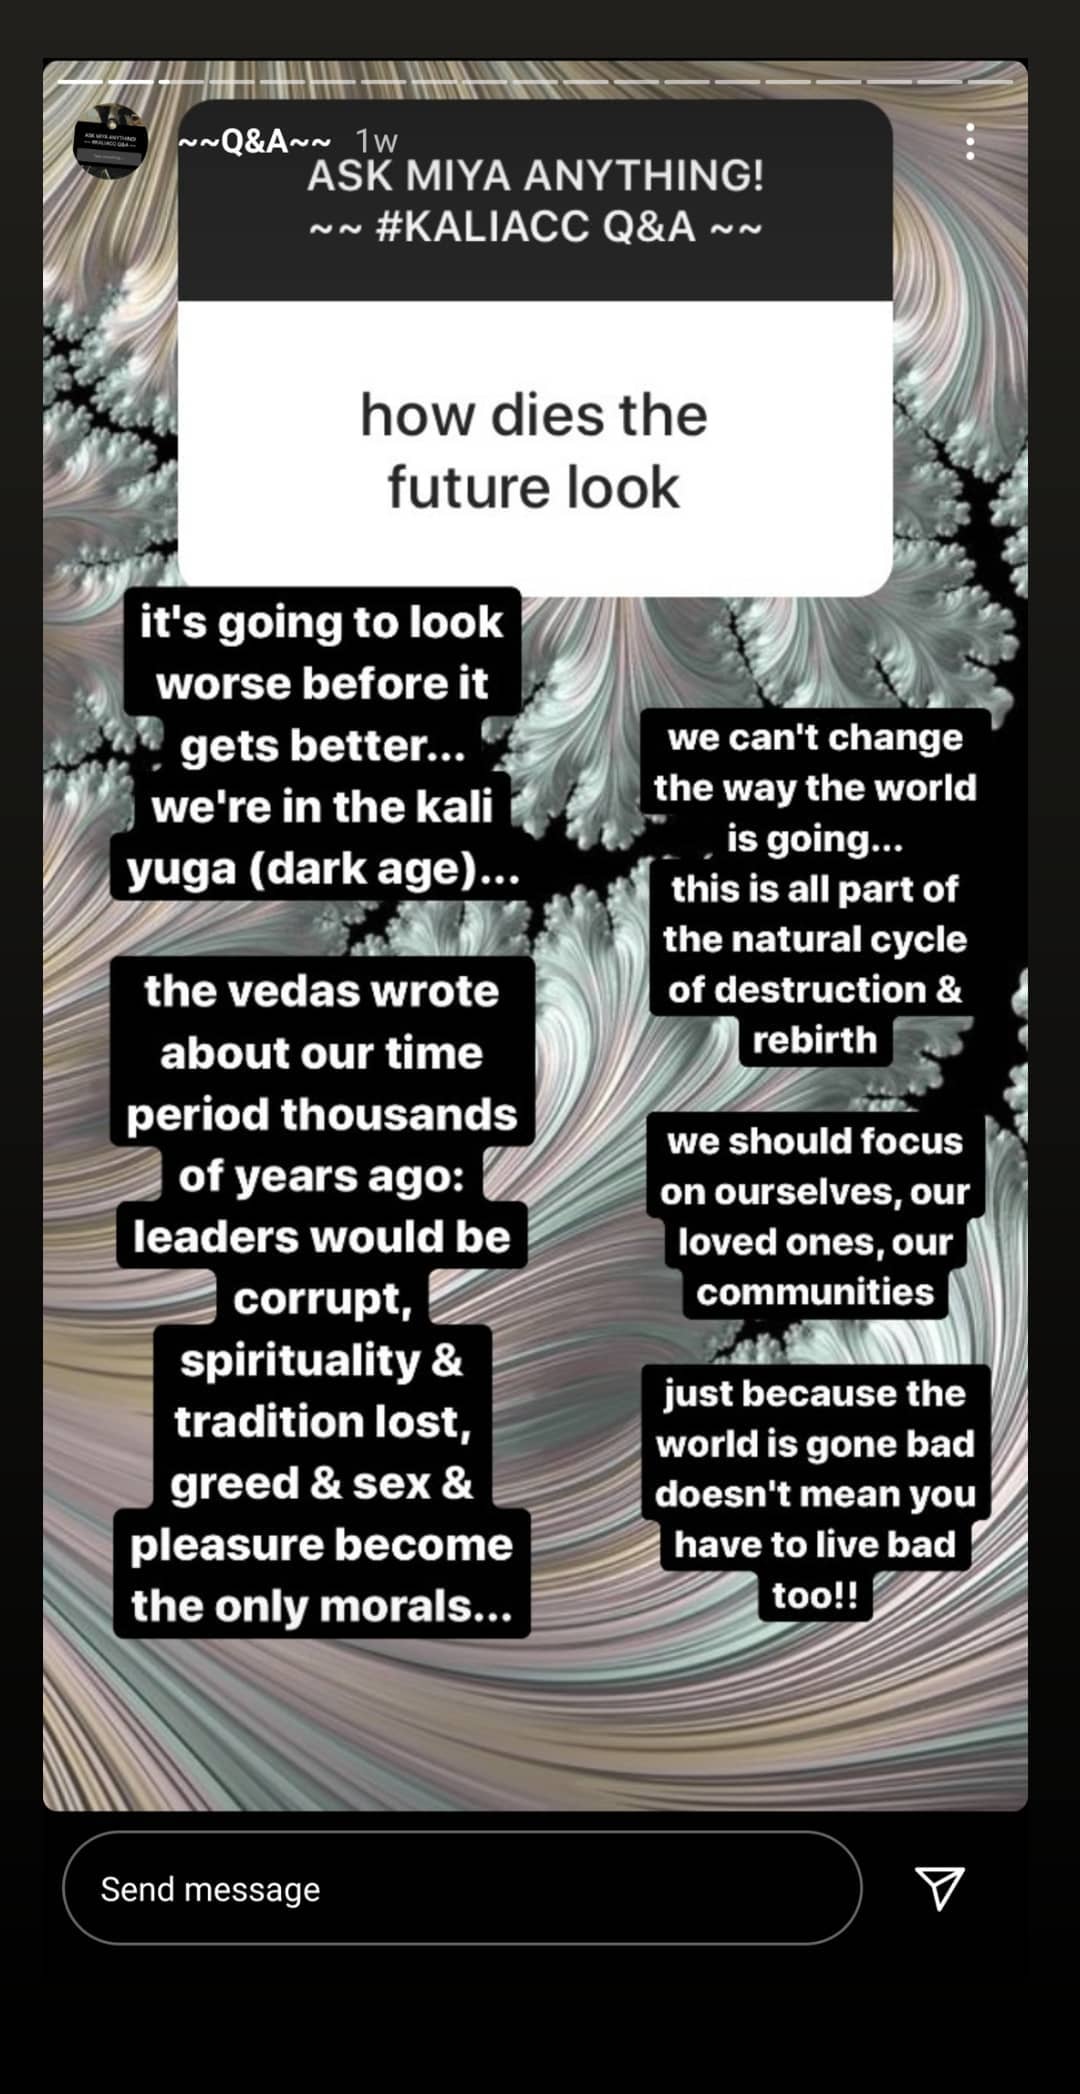 ~~Q&A~~ 1w
ASK MIYA ANYTHING!
~~ #KALIACC Q&A ~~
how dies the
future look
it's going to look
worse before it
gets better...
we're in the kali
yuga (dark age)...
the vedas wrote
about our time
period thousands
of years ago:
leaders would be
corrupt,
spirituality &
tradition lost,
greed & sex &
pleasure become
the only morals...
we can't change
the way the world
is going...
this is all part of
the natural cycle
of destruction &
rebirth
we should focus
on ourselves, our
loved ones, our
communities
just because the
world is gone bad
doesn't mean you
have to live bad
too!!
Send message